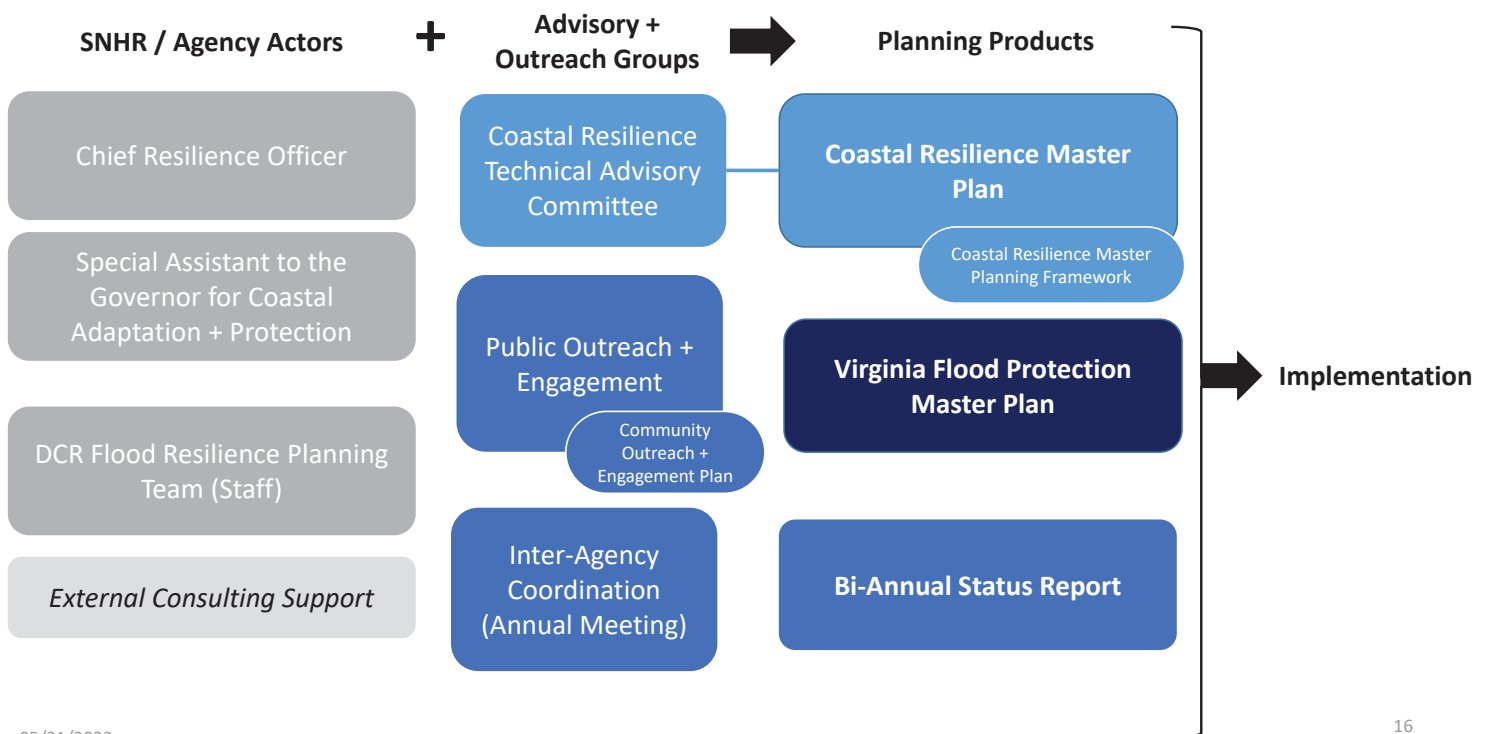 SNHR / Agency Actors
+
Advisory +
Outreach Groups
Planning Products
Chief Resilience Officer
Special Assistant to the
Governor for Coastal
Adaptation + Protection
DCR Flood Resilience Planning
Team (Staff)
External Consulting Support
Coastal Resilience
Technical Advisory
Committee
Public Outreach +
Engagement
Community
Outreach +
Engagement Plan
Inter-Agency
Coordination
(Annual Meeting)
Coastal Resilience Master
Plan
Coastal Resilience Master
Planning Framework
Virginia Flood Protection
Master Plan
Bi-Annual Status Report
Implementation
16